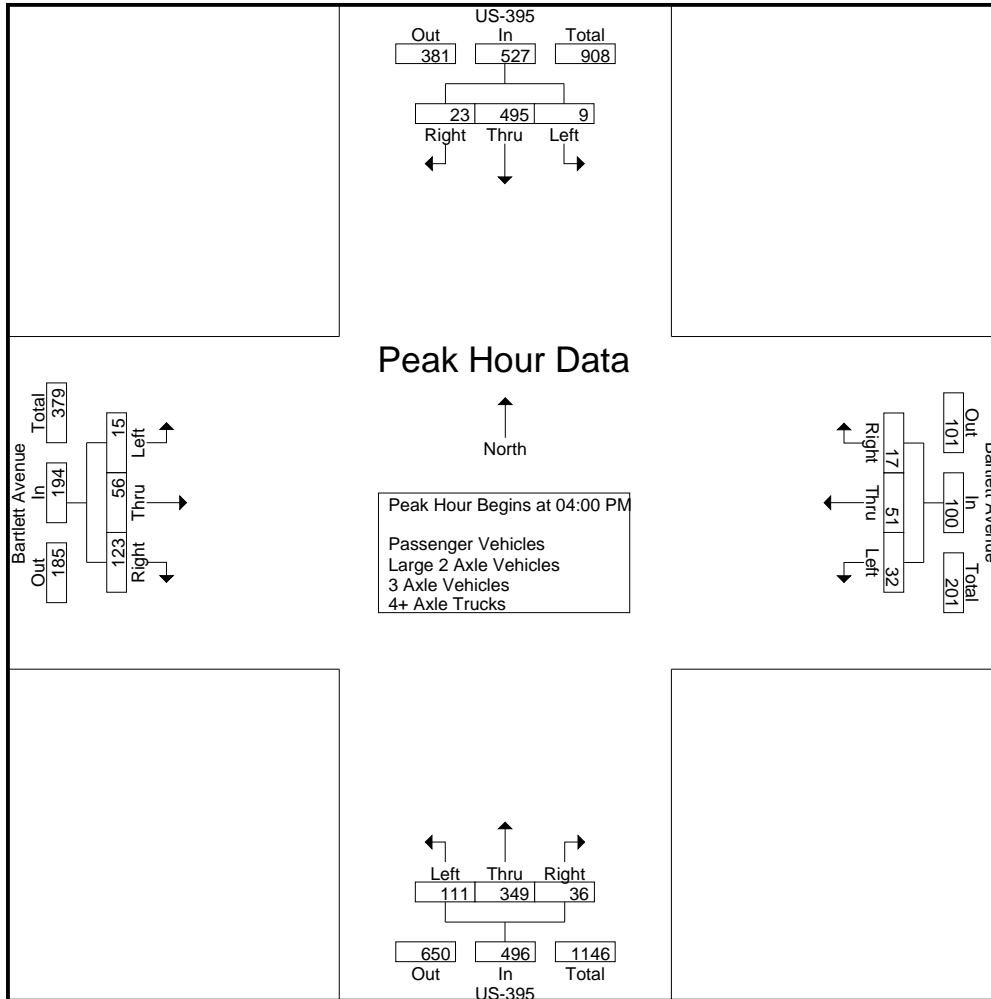 US-395
Out In Total
381 527 908
23 495 9
Right Thru Left
Peak Hour Data
North
Peak Hour Begins at 04:00 PM
Passenger Vehicles
Large 2 Axle Vehicles
3 Axle Vehicles
4+ Axle Trucks
Bartlett Avenue
Out In Total
185 194 379
123 56 15
Right Thru Left
Bartlett Avenue
Out In Total
101 100 201
17 51 32
Right Thru Left
Left Thru Right
111 349 36
650 496 1146
Out In Total
US-395